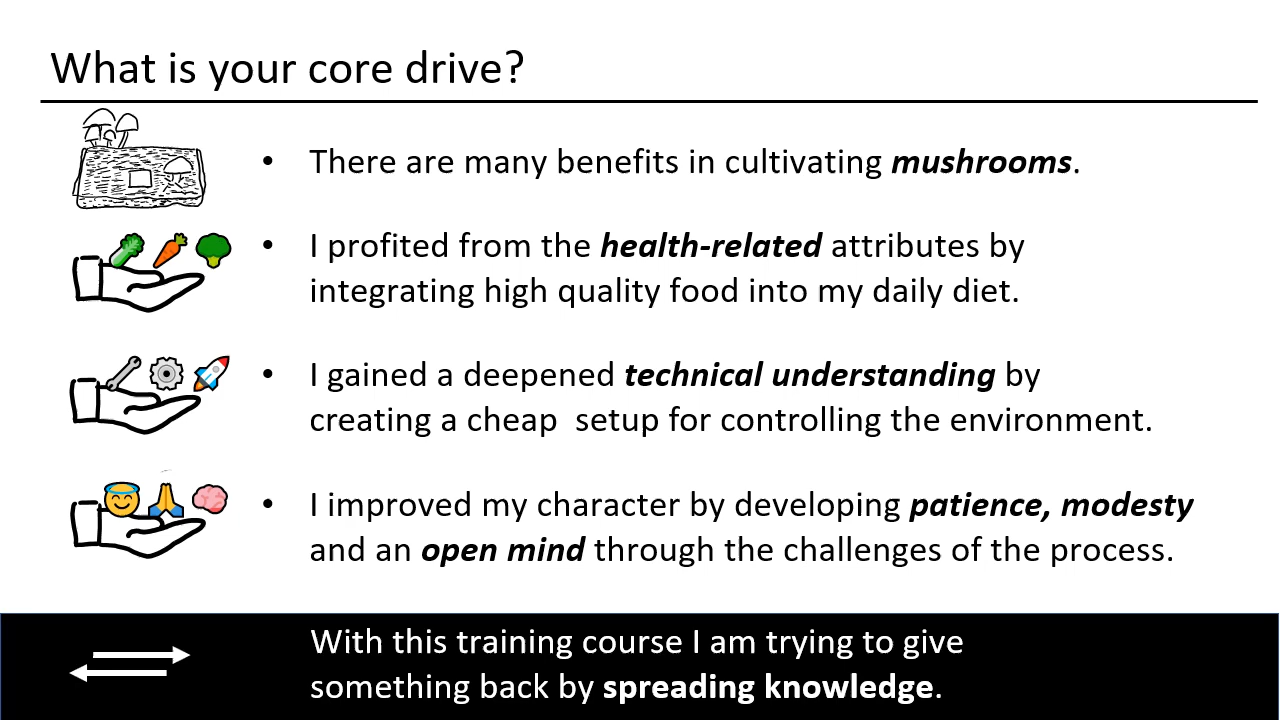 What is your core drive?
• There are many benefits in cultivating mushrooms.
• I profited from the health-related attributes by
integrating high quality food into my daily diet.
• I gained a deepened technical understanding by
creating a cheap  setup for controlling the environment.
• I improved my character by developing patience, modesty
and an open mind through the challenges of the process.
With this training course I am trying to give
something back by spreading knowledge.